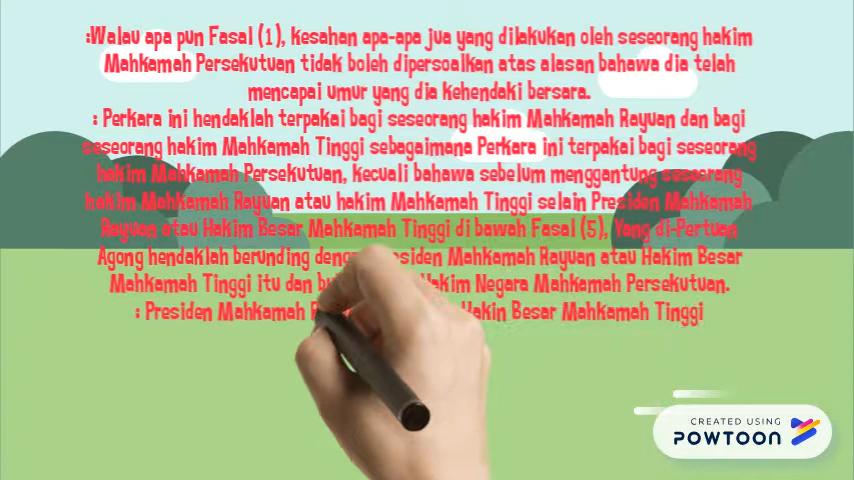 :Walau apa pun Fasal (1), kesahan apa-apa jua yang dilakukan oleh seseorang hakim
Mahkamah Persekutuan tidak boleh dipersoalkan atas alasan bahawa dia telah
mencapai umur yang dia kehendaki bersara.
: Perkara ini hendaklah terpakai bagi seseorang hakim Mahkamah Rayuan dan bagi
seseorang hakim Mahkamah Tinggi sebagaimana Perkara ini terpakai bagi seseorang
hakim Mahkamah Persekutuan, kecuali bahawa sebelum menggantung seseorang
hakim Mahkamah Rayuan atau hakim Mahkamah Tinggi selain Presiden Mahkamah
Rayuan atau Hakim Besar Mahkamah Tinggi di bawah Fasal (5), Yang di-Pertuan
Agong hendaklah berunding Mahkamah Rayuan atau Hakim Besar
Mahkamah Tinggi itu dan Hakim Negara Mahkamah Persekutuan.
: Presiden Mahkamah Hakin Besar Mahkamah Tinggi
CREATED USING
POWTOON